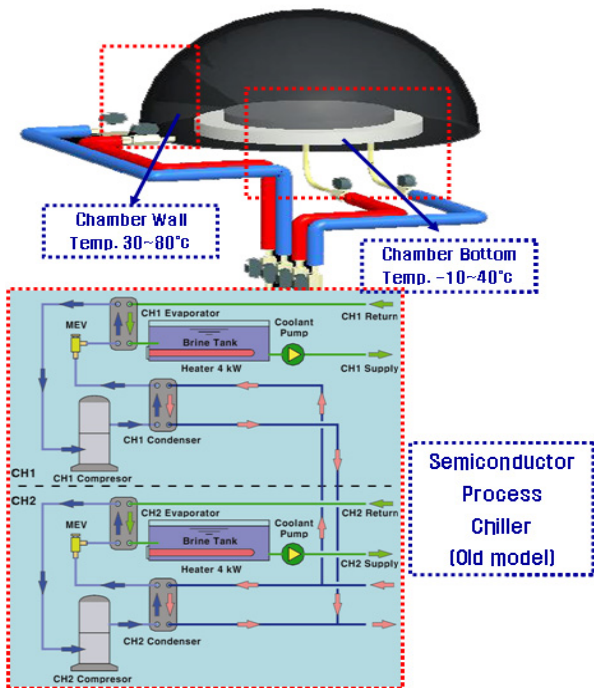 Chamber Wall
Temp. 30~80°c
Chamber Bottom
Temp. -10~40°c
CH1 Evaporator
CH1 Return
MEV
Coolant
Pump
Brine Tank
Heater 4 kW
CH1 Supply
CH1 Condenser
CH1 Compresor
CH1
CH2
CH2 Evaporator
CH2 Return
MEV
Coolant
Pump
Brine Tank
Heater 4 kW
CH2 Supply
CH2 Condenser
CH2 Compresor
Semiconductor
Process
Chiller
(Old model)